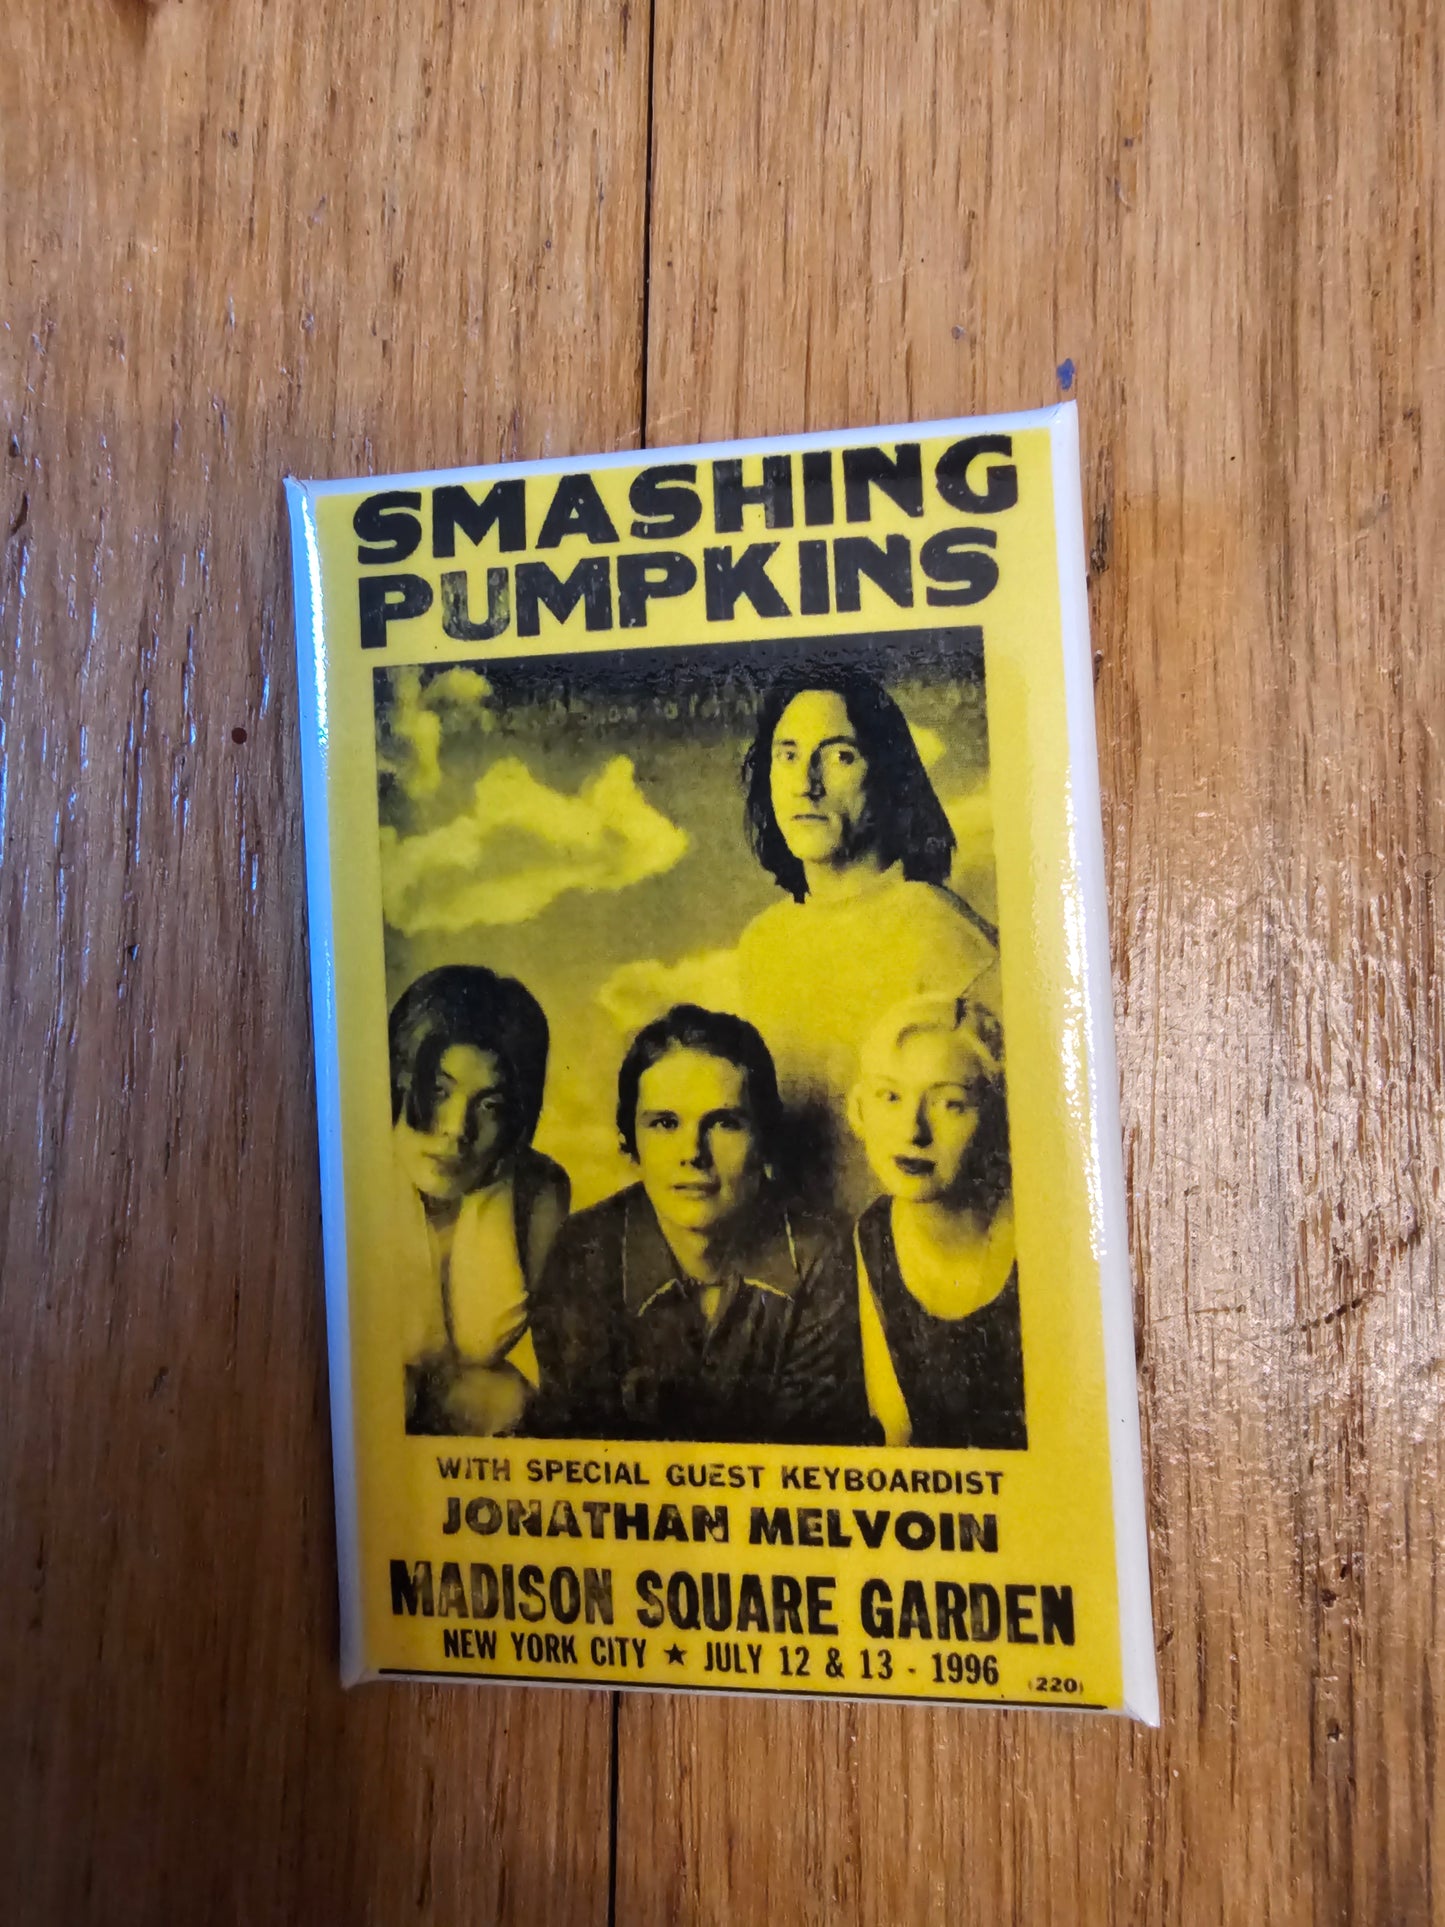 SMASHING
PUMPKINS
WITH SPECIAL GUEST KEYBOARDIST
JONATHAN MELVOIN
MADISON SQUARE GARDEN
NEW YORK CITY ★ JULY 12 & 13 - 1996 (220)